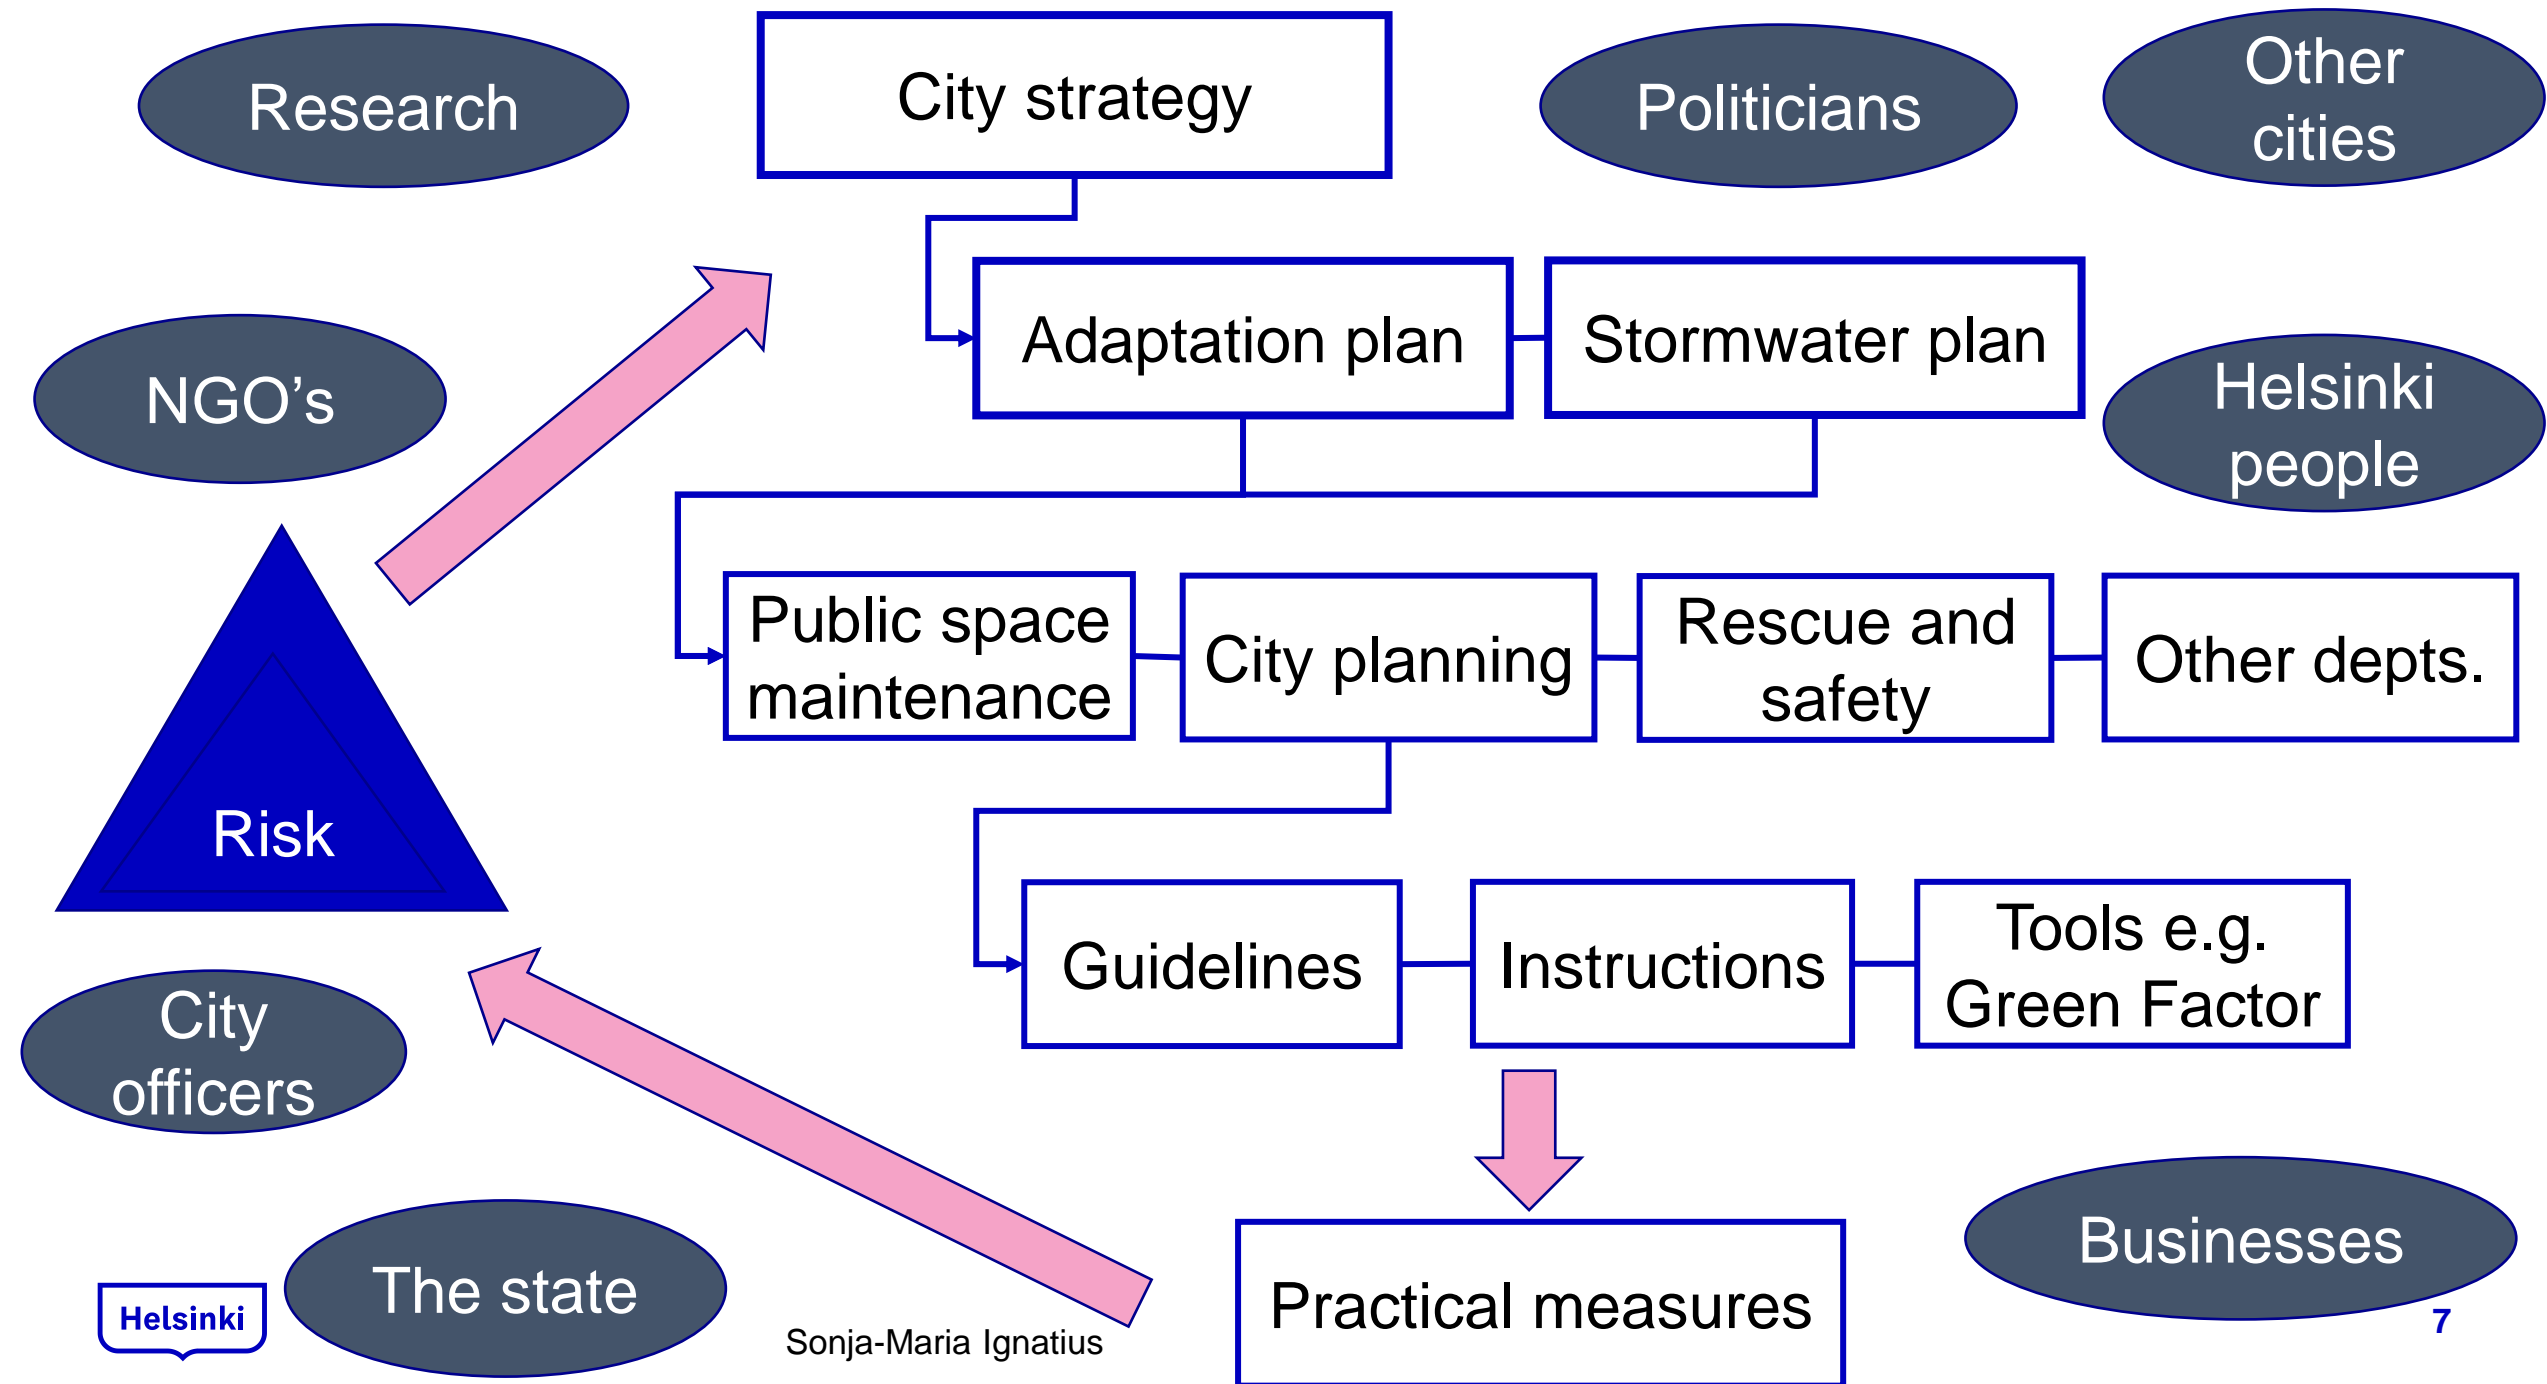 Research
City strategy
Politicians
Other
cities
Adaptation plan
Stormwater plan
NGO’s
Helsinki
people
Public space
maintenance
City planning
Rescue and
safety
Other depts.
Risk
Guidelines
Instructions
Tools e.g.
Green Factor
City
officers
The state
Practical measures
Businesses
Helsinki
Sonja-Maria Ignatius
7